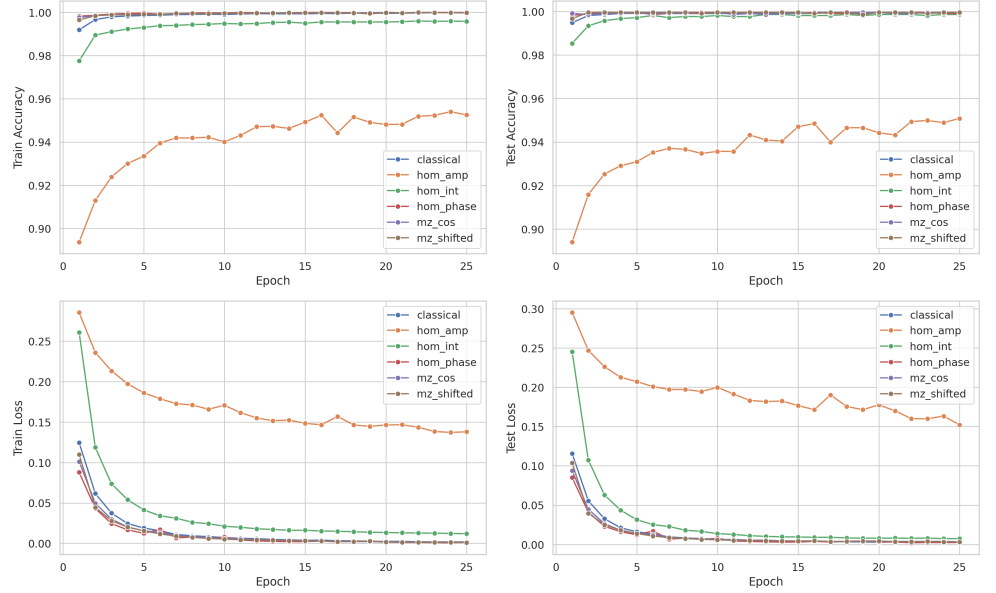 1.00
0.98
0.96
0.94
0.92
0.90
Train Accuracy
classical
hom_amp
hom_int
hom_phase
mz_cos
mz_shifted
0 5 10 15 20 25
Epoch
1.00
0.98
0.96
0.94
0.92
0.90
Test Accuracy
classical
hom_amp
hom_int
hom_phase
mz_cos
mz_shifted
0 5 10 15 20 25
Epoch
0.25
0.20
0.15
0.10
0.05
0.00
Train Loss
classical
hom_amp
hom_int
hom_phase
mz_cos
mz_shifted
0 5 10 15 20 25
Epoch
0.30
0.25
0.20
0.15
0.10
0.05
0.00
Test Loss
classical
hom_amp
hom_int
hom_phase
mz_cos
mz_shifted
0 5 10 15 20 25
Epoch